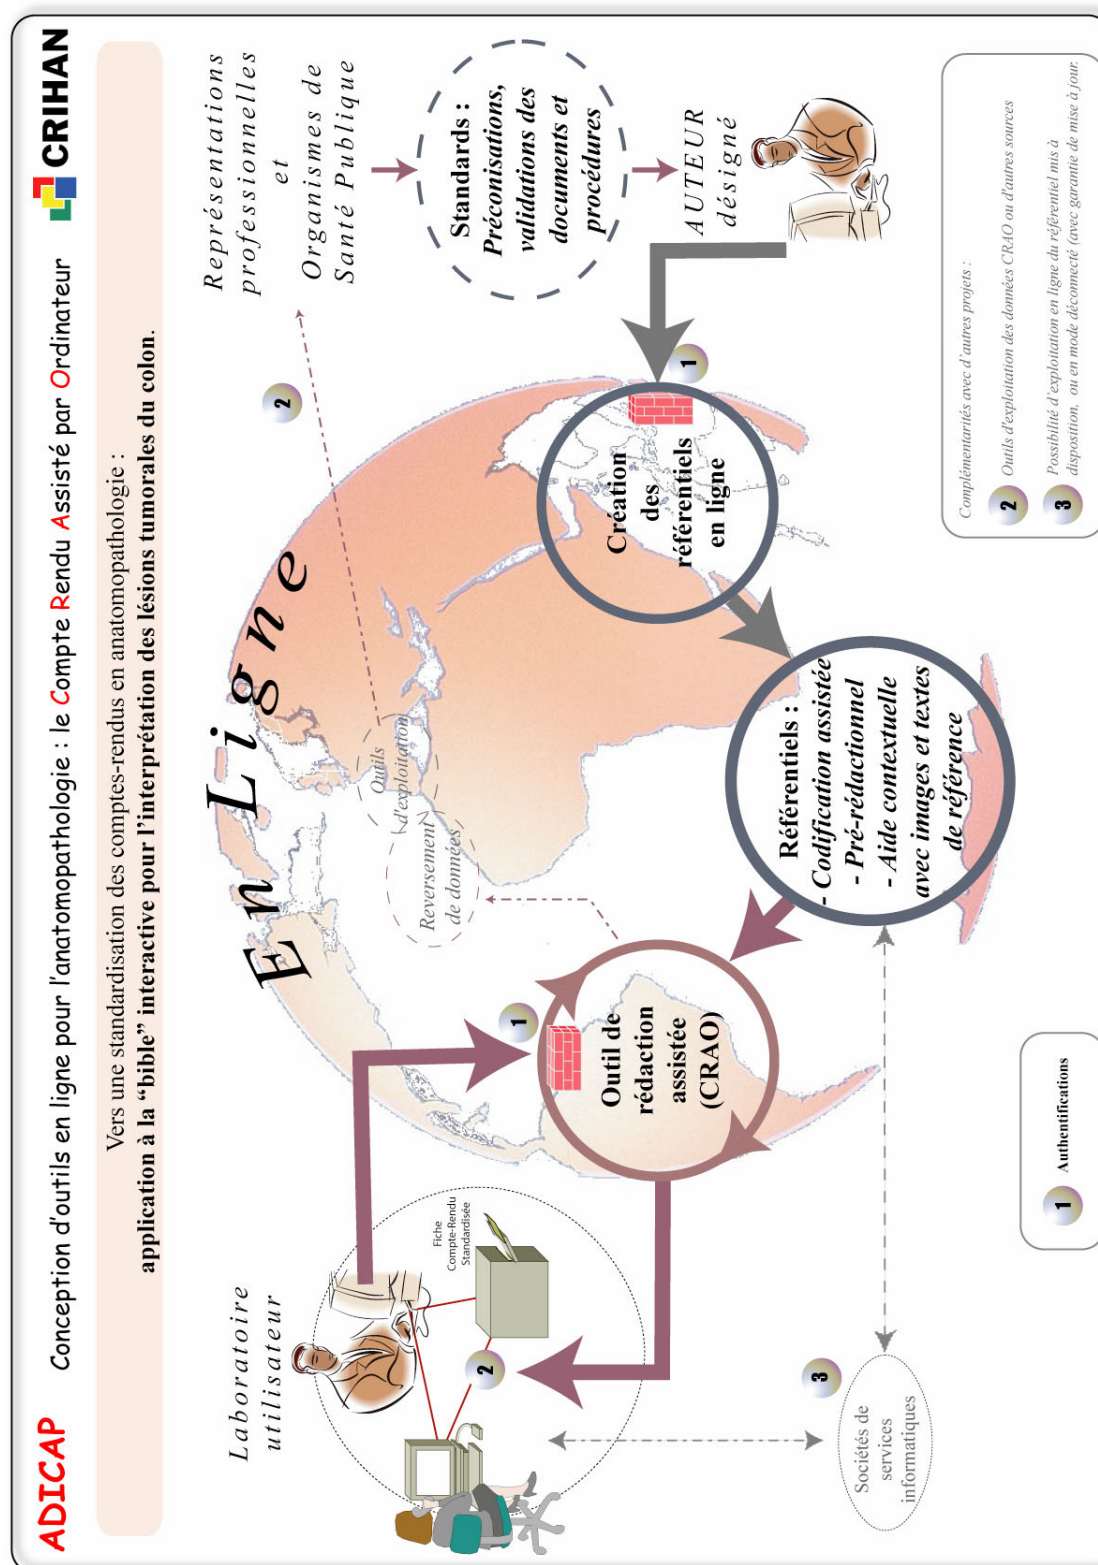 ADICAP
Conception d'outils en ligne pour l'anatomopathologie : le Compte Rendu Assisté par Ordinateur
CRIHAN
Vers une standardisation des comptes-rendus en anatomopathologie :
application à la “bible” interactive pour l’interprétation des lésions tumorales du colon.
Laboratoire
utilisateur
Fiche
Compte-Rendu
Standardisée
2
1
En Ligne
Outil de
rédaction
assistée
(CRAO)
Reversement
de données
Outils
d'exploitation
2
Représentations
professionnelles
et
Organismes de
Santé Publique
Standards :
Préconisations,
validations des
documents et
procédures
AUTEUR
désigné
1
Création
des
référentiels
en ligne
Référentiels :
- Codification assistée
- Pré-rédactionnel
- Aide contextuelle
avec images et textes
de référence
3
Sociétés de
services
informatiques
1 Authentifications
Complémentarités avec d'autres projets :
2 Outils d'exploitation des données CRAO ou d'autres sources
3 Possibilité d'exploitation en ligne du référentiel mis à
disposition, ou en mode déconnecté (avec garantie de mise à jour.